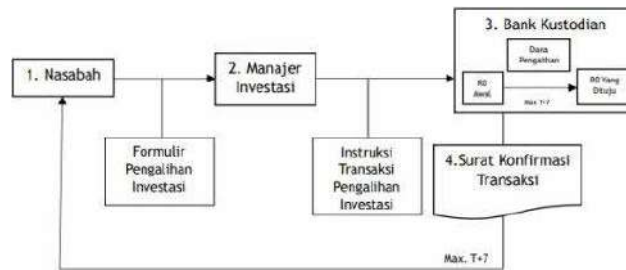 3. Bank Kustodian
Dana
Pengalihan
1. Nasabah
2. Manajer
Investasi
RD
Awal
RD Yang
Dituju
Max T+7
Formulir
Pengalihan
Investasi
Instruksi
Transaksi
Pengalihan
Investasi
4.Surat Konfirmasi
Transaksi
Max. T+7